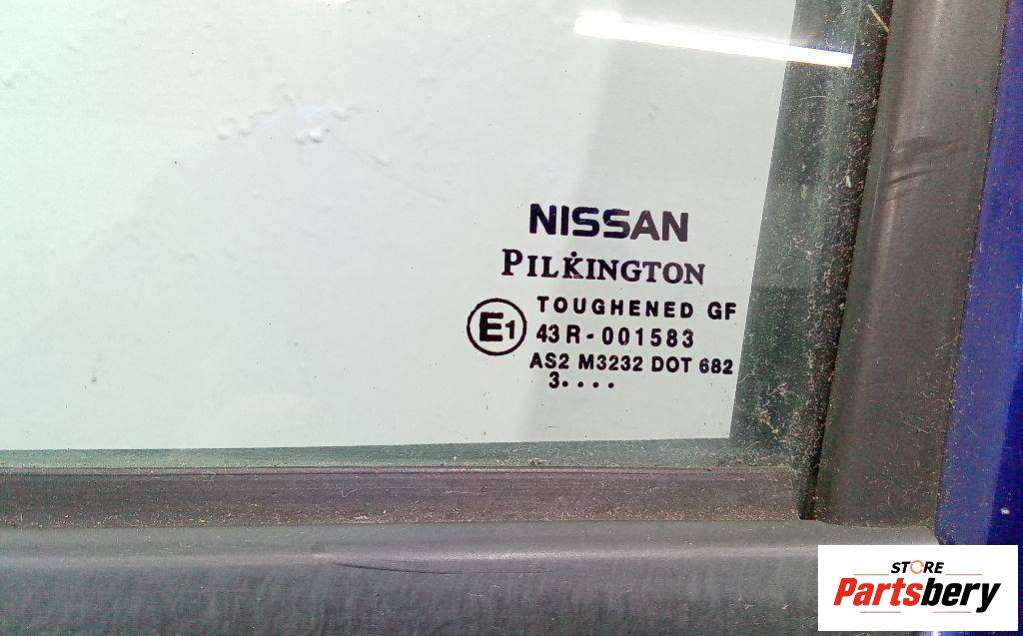 NISSAN
PILKINGTON
TOUGHENED GF
E1
43R-001583
AS2 M3232 DOT 682
3....
STORE
Partsbery